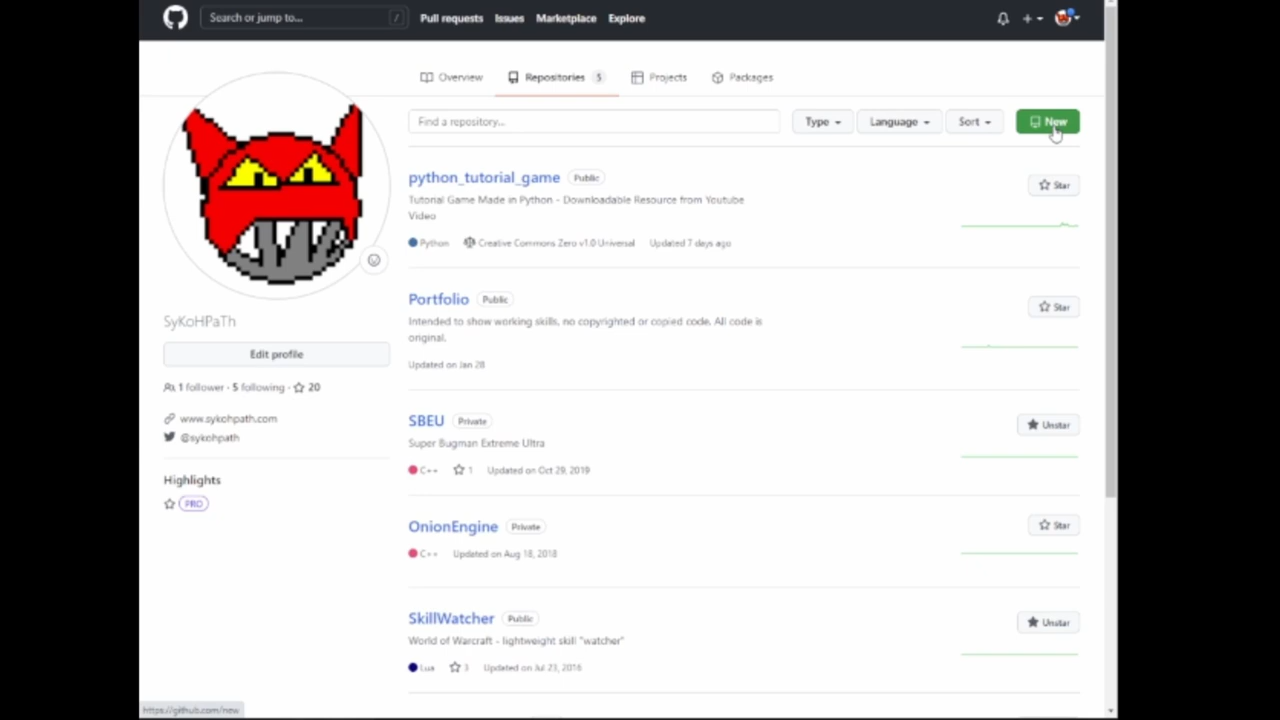 Search or jump to... /
Pull requests Issues Marketplace Explore
Overview Repositories 5 Projects Packages
Find a repository... Type Language Sort New
python_tutorial_game Public
Star
Tutorial Game Made in Python - Downloadable Resource from Youtube
Video
Python Creative Commons Zero v1.0 Universal Updated 7 days ago
Portfolio Public
Star
Intended to show working skills, no copyrighted or copied code. All code is
original.
Updated on Jan 28
SyKoHPaTh
Edit profile
1 follower · 5 following · 20
www.sykohpath.com
@sykohpath
Highlights
PRO
SBEU Private
Unstar
Super Bugman Extreme Ultra
C++ 1 Updated on Oct 29, 2019
OnionEngine Private
Star
C++ Updated on Aug 18, 2018
SkillWatcher Public
Unstar
World of Warcraft - lightweight skill "watcher"
Lua 3 Updated on Jul 23, 2016
https://github.com/new